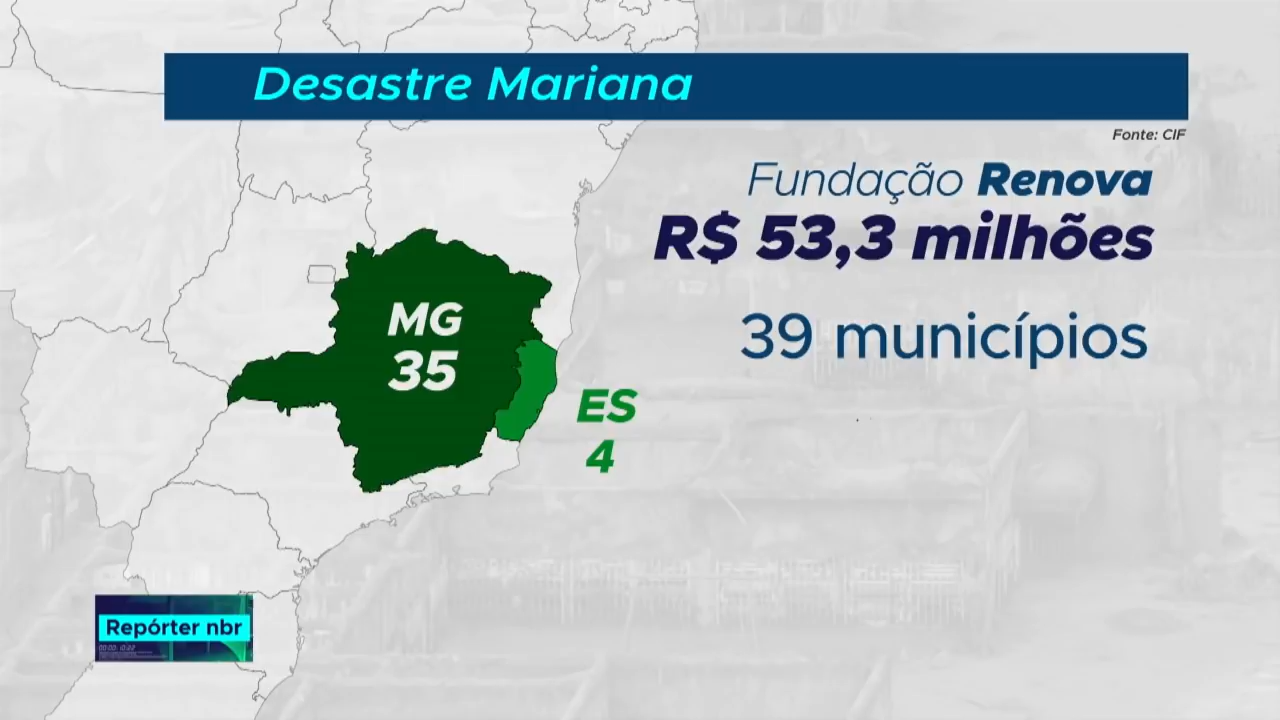 Desastre Mariana
Fonte: CIF
Fundação Renova
R$ 53,3 milhões
39 municípios
MG
35
ES
4
Repórter nbr